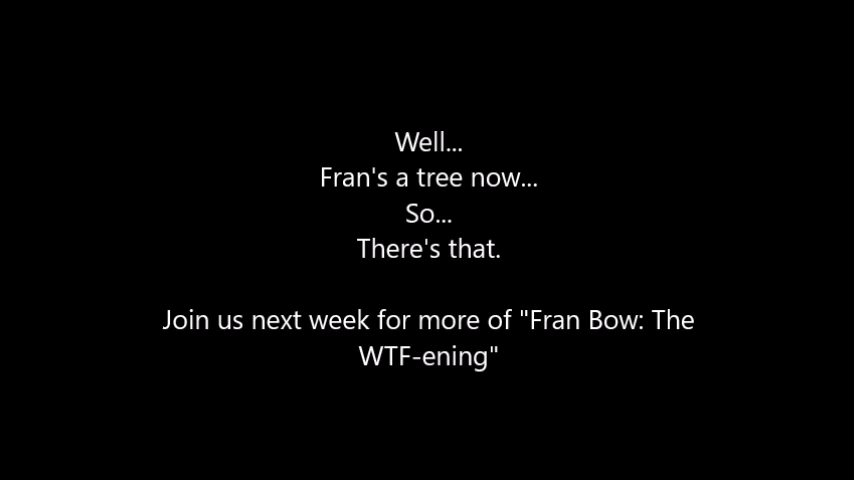 Well...
Fran's a tree now...
So...
There's that.
Join us next week for more of "Fran Bow: The
WTF-ening"